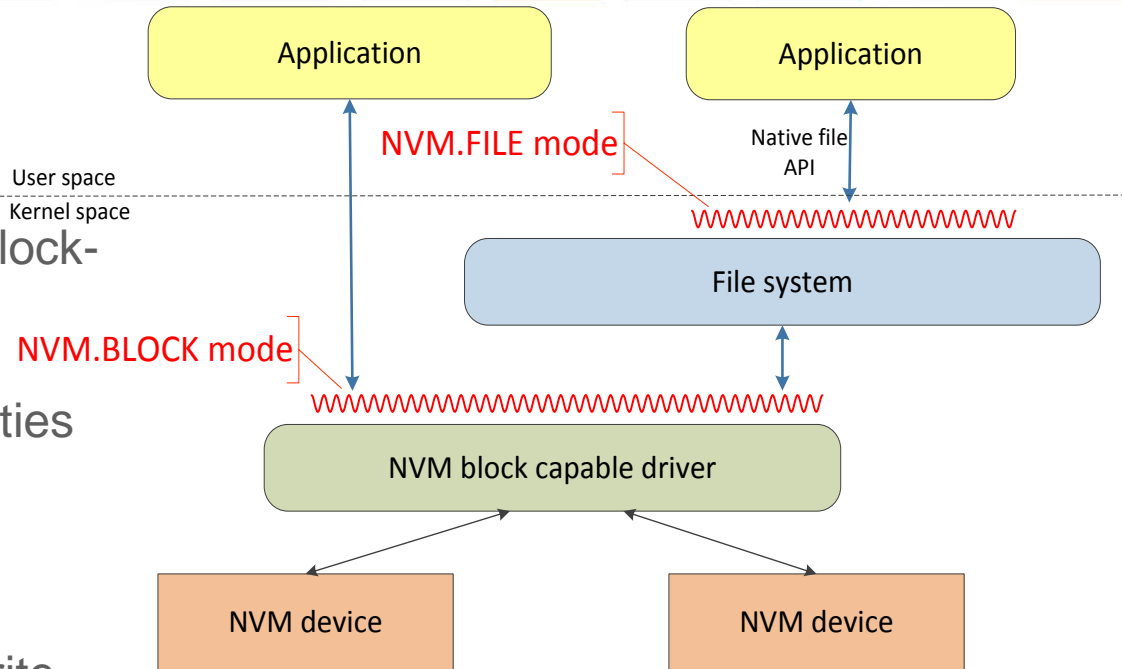 Application
Application
NVM.FILE mode
Native file
API
User space
Kernel space
lock-
File system
NVM.BLOCK mode
ties
NVM block capable driver
NVM device
NVM device